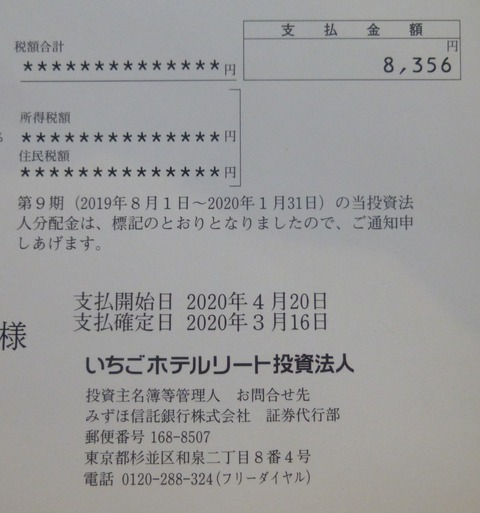 支払金額
税額合計
円
**************円
8,356
所得税額
%
**************円
住民税額
**************円
第９期（2019年８月１日～2020年１月31日）の当投資法
人分配金は、標記のとおりとなりましたので、ご通知申
しあげます。
支払開始日 2020年４月20日
支払確定日 2020年３月16日
様
いちごホテルリート投資法人
投資主名簿等管理人　お問合せ先
みずほ信託銀行株式会社　証券代行部
郵便番号 168-8507
東京都杉並区和泉二丁目８番４号
電話 0120-288-324(フリーダイヤル)